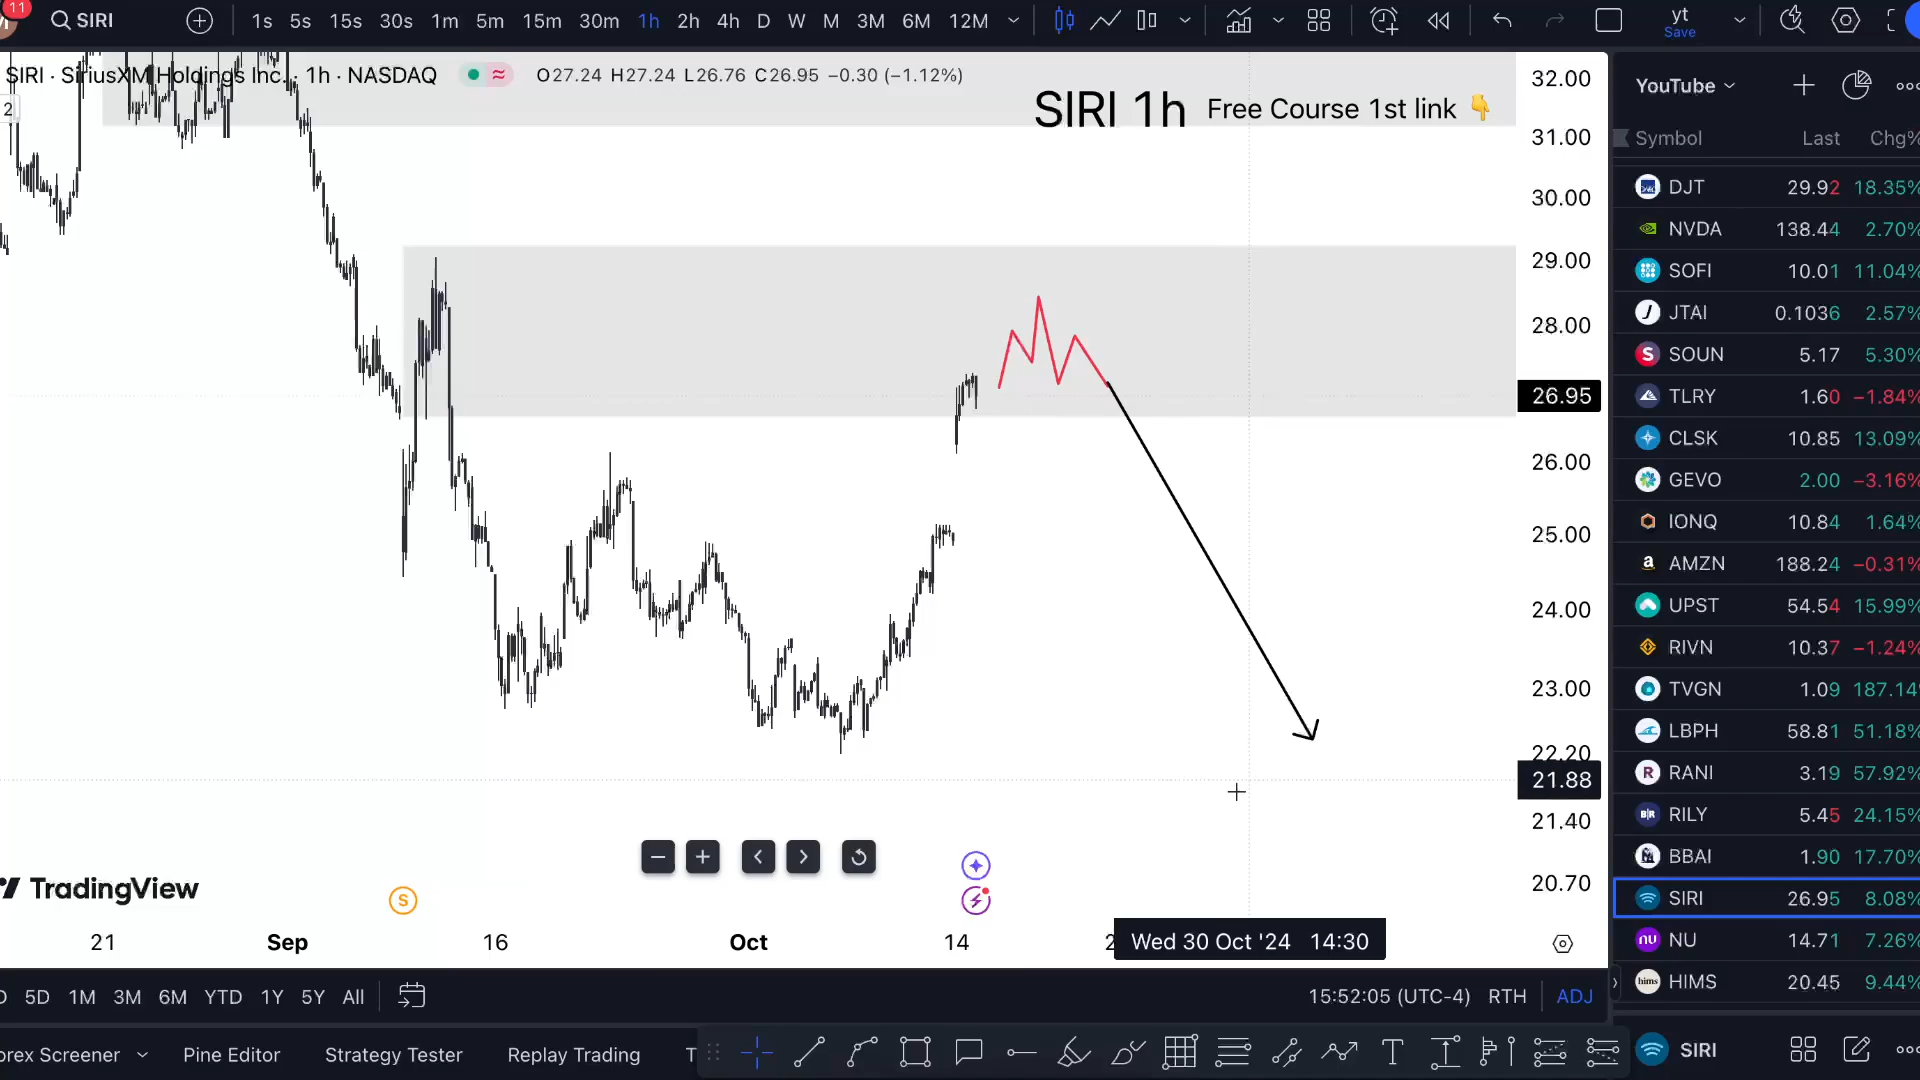 11
SIRI
1s 5s 15s 30s 1m 5m 15m 30m 1h 2h 4h D W M 3M 6M 12M
yt
Save
SIRI · SiriusXM Holdings Inc. · 1h · NASDAQ
O27.24 H27.24 L26.76 C26.95 −0.30 (−1.12%)
2
SIRI 1h Free Course 1st link 👇
32.00
31.00
30.00
29.00
28.00
26.95
26.00
25.00
24.00
23.00
22.20
21.88
21.40
20.70
TradingView
S
21 Sep 16 Oct 14
Wed 30 Oct '24 14:30
5D 1M 3M 6M YTD 1Y 5Y All
15:52:05 (UTC-4) RTH ADJ
orex Screener Pine Editor Strategy Tester Replay Trading T
YouTube
Symbol Last Chg%
DJT 29.92 18.35%
NVDA 138.44 2.70%
SOFI 10.01 11.04%
JTAI 0.1036 2.57%
SOUN 5.17 5.30%
TLRY 1.60 −1.84%
CLSK 10.85 13.09%
GEVO 2.00 −3.16%
IONQ 10.84 1.64%
AMZN 188.24 −0.31%
UPST 54.54 15.99%
RIVN 10.37 −1.24%
TVGN 1.09 187.14
LBPH 58.81 51.18%
RANI 3.19 57.92%
RILY 5.45 24.15%
BBAI 1.90 17.70%
SIRI 26.95 8.08%
NU 14.71 7.26%
HIMS 20.45 9.44%
SIRI